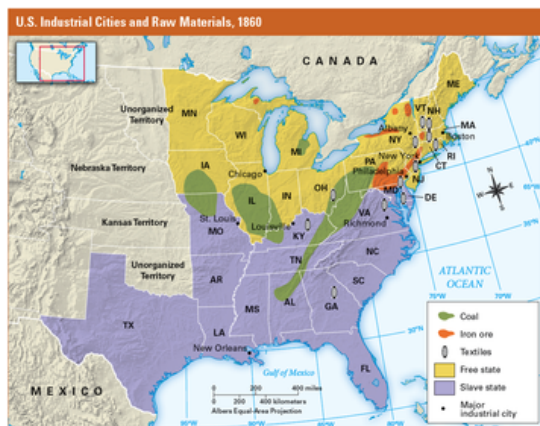 U.S. Industrial Cities and Raw Materials, 1860
CANADA
ME
MN
VT
NH
Unorganized
Territory
WI
MI
Albany
NY
MA
Boston
RI
CT
Nebraska Territory
IA
Chicago
PA
New York
Philadelphia
NJ
IL
IN
OH
MD
DE
Kansas Territory
St. Louis
MO
Louisville
KY
VA
Richmond
Unorganized
Territory
TN
NC
AR
SC
ATLANTIC
OCEAN
MS
AL
GA
TX
LA
New Orleans
FL
Gulf of Mexico
MEXICO
0 200 400 miles
0 200 400 kilometers
Albers Equal-Area Projection
Coal
Iron ore
Textiles
Free state
Slave state
Major
industrial city